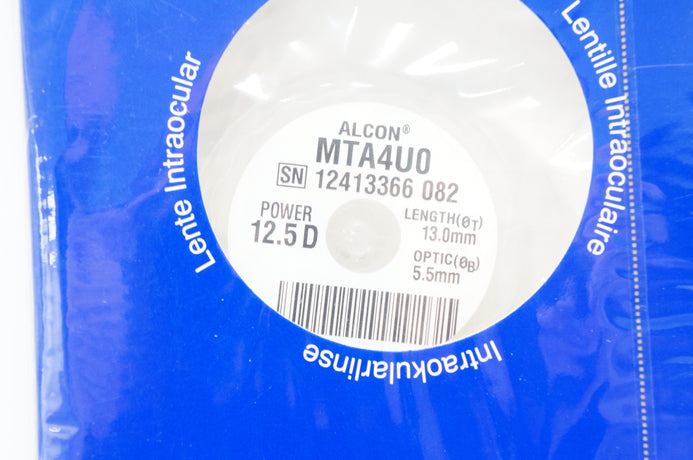 Lente Intraocular
Lentille Intraoculaire
ALCON®
MTA4U0
SN 12413366 082
POWER
12.5 D
LENGTH(ØT)
13.0mm
OPTIC(ØB)
5.5mm
Intraokularlinse